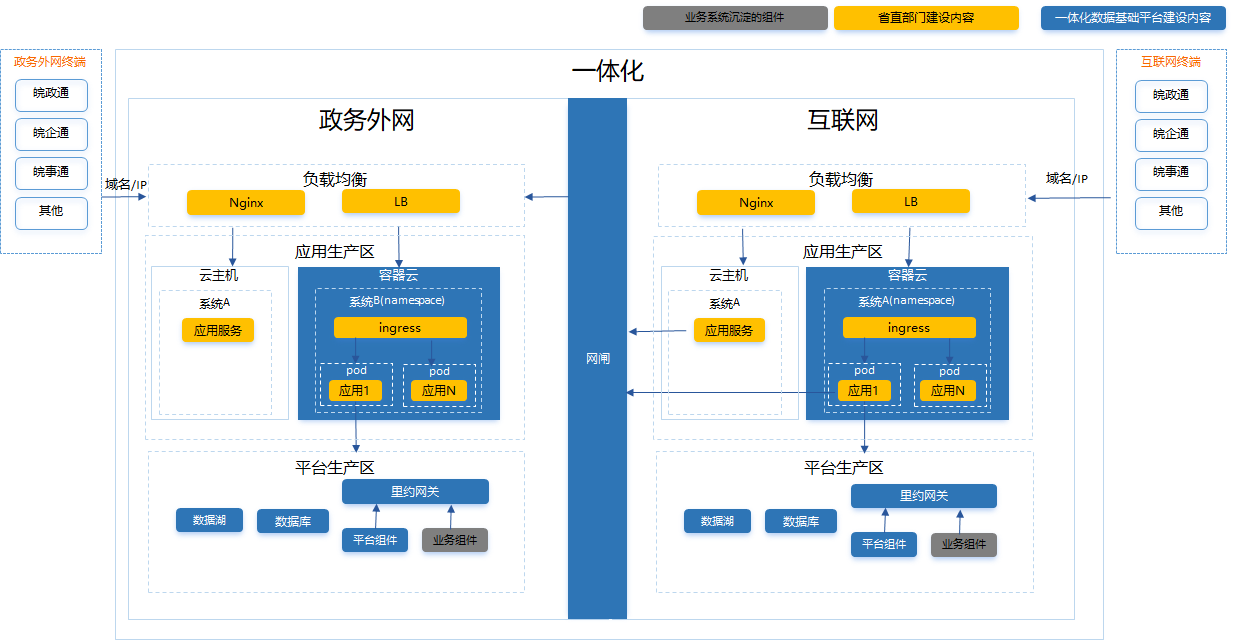 业务系统沉淀的组件
省直部门建设内容
一体化数据基础平台建设内容
政务外网终端
皖政通
皖企通
皖事通
其他
域名/IP
一体化
政务外网
负载均衡
Nginx
LB
应用生产区
云主机
系统A
应用服务
容器云
系统B(namespace)
ingress
pod
应用1
pod
应用N
平台生产区
数据湖
数据库
里约网关
平台组件
业务组件
网闸
互联网
负载均衡
Nginx
LB
应用生产区
云主机
系统A
应用服务
容器云
系统A(namespace)
ingress
pod
应用1
pod
应用N
平台生产区
数据湖
数据库
里约网关
平台组件
业务组件
域名/IP
互联网终端
皖政通
皖企通
皖事通
其他